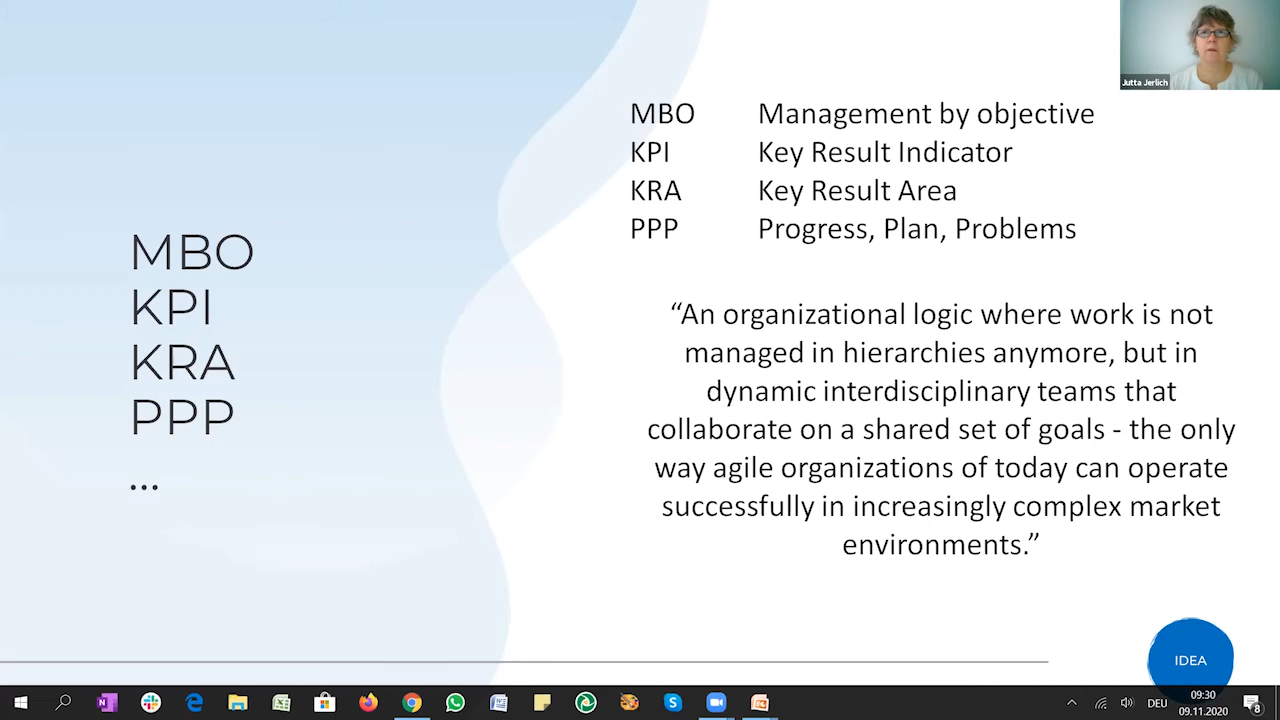 Jutta Jerlich
MBO Management by objective
KPI Key Result Indicator
KRA Key Result Area
PPP Progress, Plan, Problems
MBO
KPI
KRA
PPP
...
“An organizational logic where work is not
managed in hierarchies anymore, but in
dynamic interdisciplinary teams that
collaborate on a shared set of goals - the only
way agile organizations of today can operate
successfully in increasingly complex market
environments.”
IDEA
DEU
09:30
09.11.2020
8